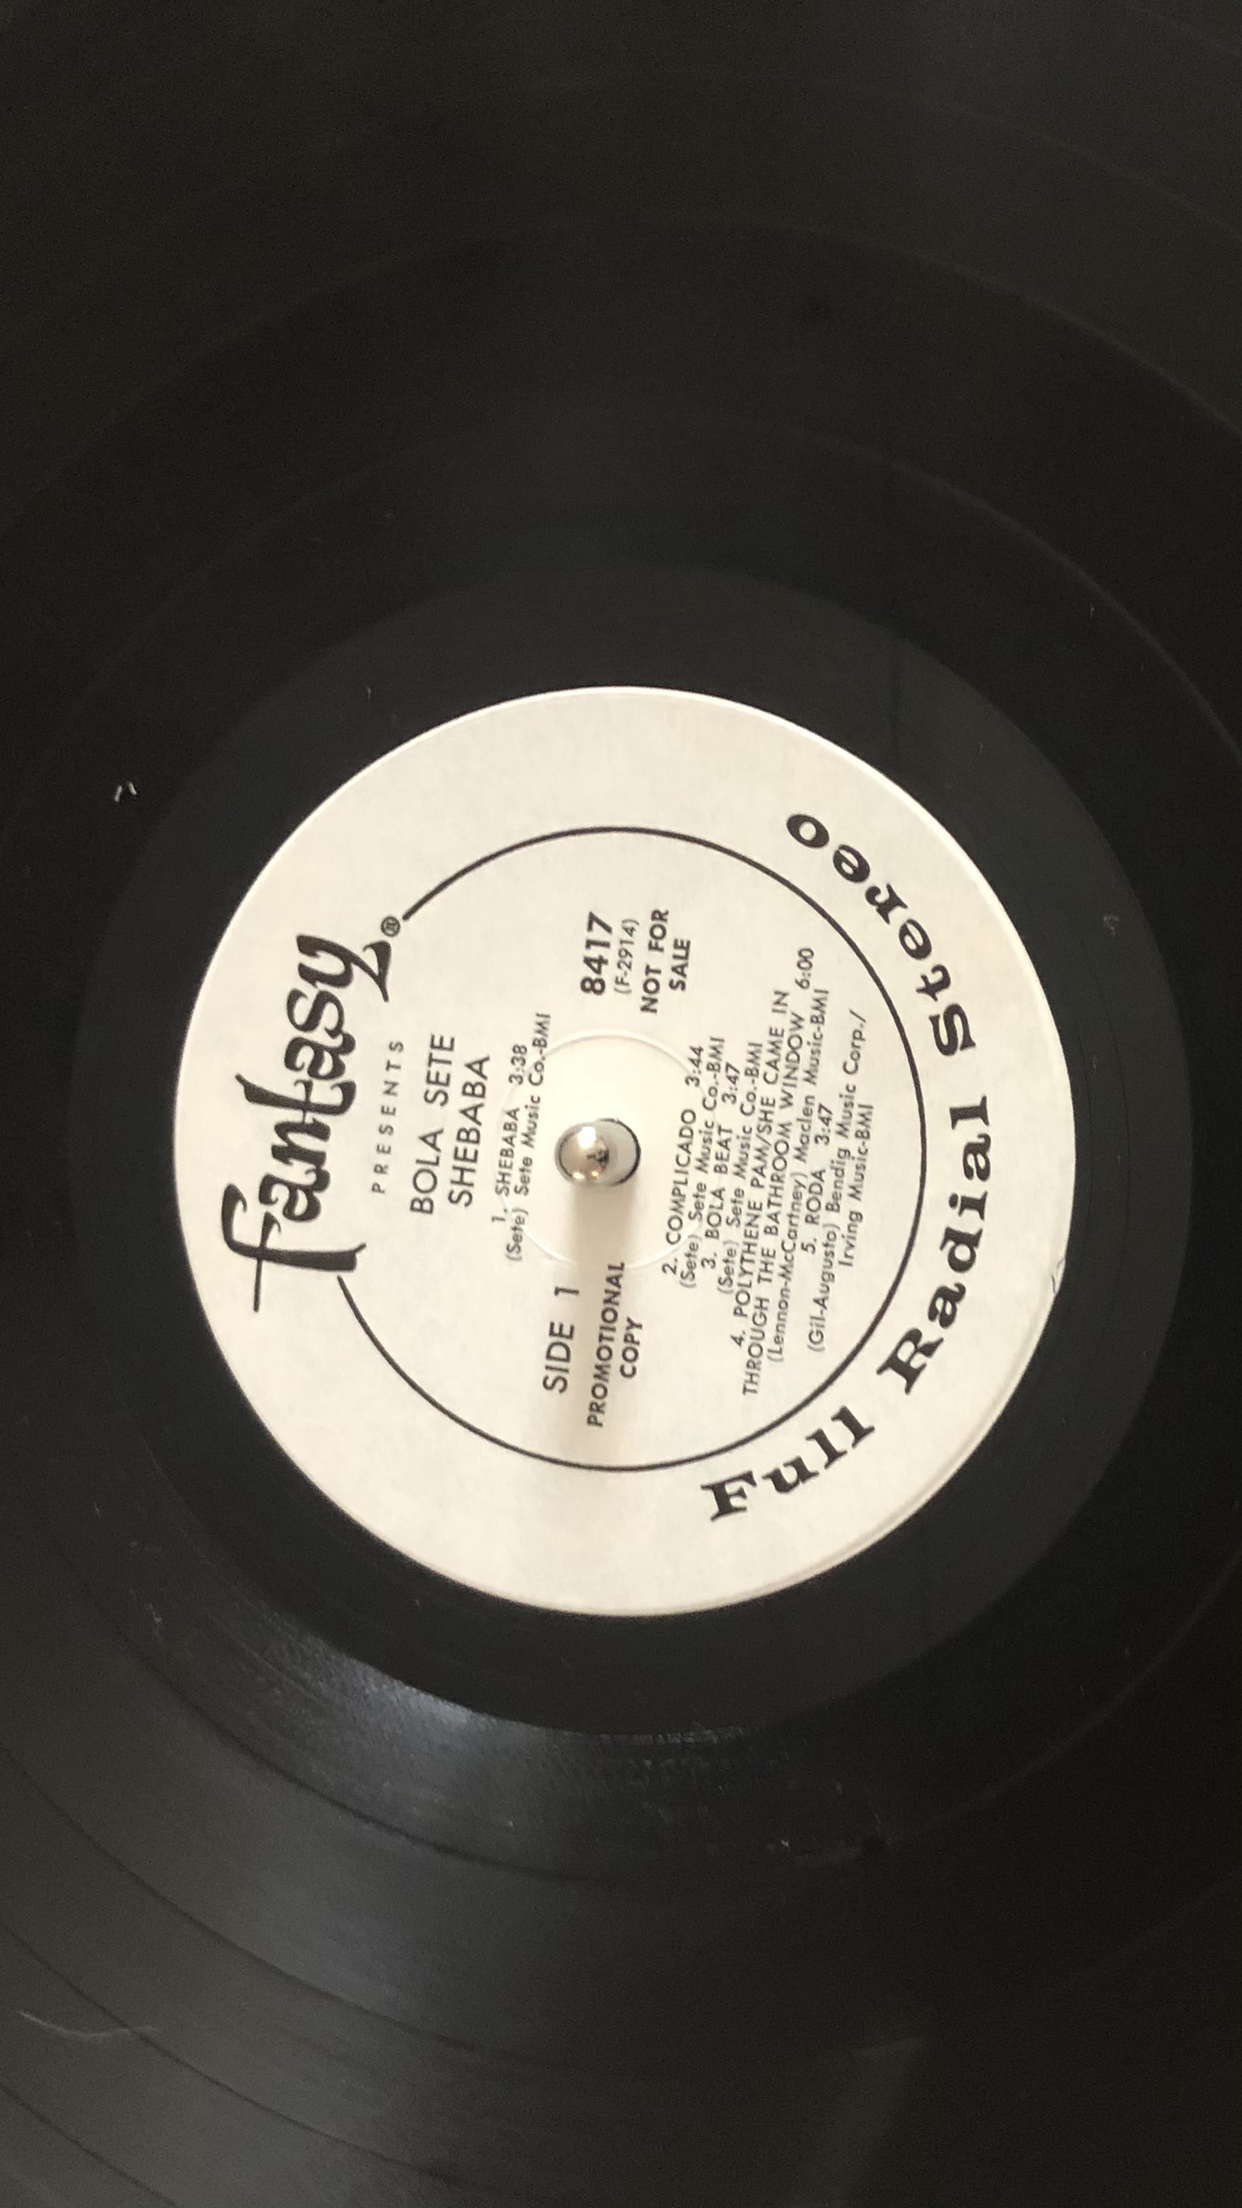 fantasy®
PRESENTS
BOLA SETE
SHEBABA
1. SHEBABA 3:38
(Sete) Sete Music Co.-BMI
SIDE 1
PROMOTIONAL
COPY
8417
(F-2914)
NOT FOR
SALE
2. COMPLICADO 3:44
(Sete) Sete Music Co.-BMI
3. BOLA BEAT 3:47
(Sete) Sete Music Co.-BMI
4. POLYTHENE PAM/SHE CAME IN
THROUGH THE BATHROOM WINDOW 6:00
(Lennon-McCartney) Maclen Music-BMI
5. RODA 3:47
(Gil-Augusto) Bendig Music Corp./
Irving Music-BMI
Full Radial Stereo